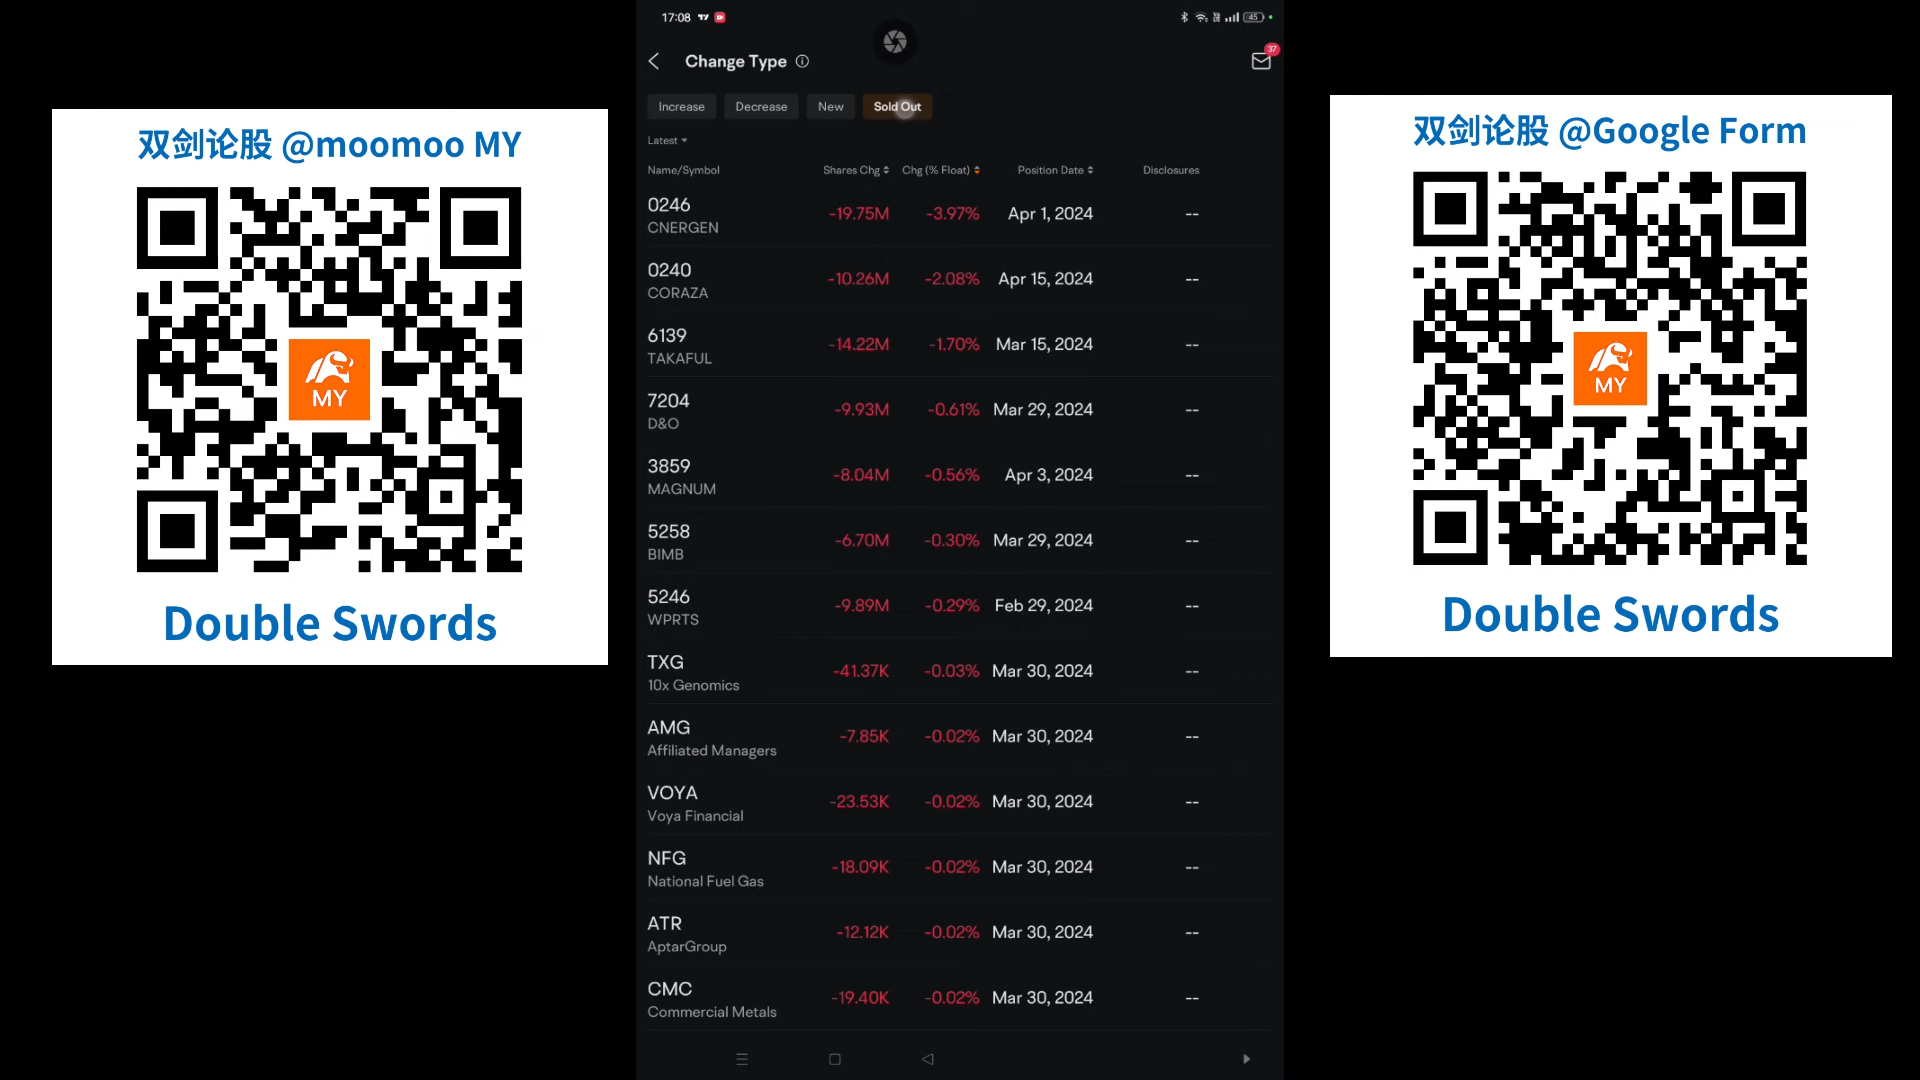 双剑论股 @moomoo MY
MY
Double Swords
17:08
45
Change Type
37
Increase Decrease New Sold Out
Latest
Name/Symbol Shares Chg Chg (% Float) Position Date Disclosures
0246 -19.75M -3.97% Apr 1, 2024 --
CNERGEN
0240 -10.26M -2.08% Apr 15, 2024 --
CORAZA
6139 -14.22M -1.70% Mar 15, 2024 --
TAKAFUL
7204 -9.93M -0.61% Mar 29, 2024 --
D&O
3859 -8.04M -0.56% Apr 3, 2024 --
MAGNUM
5258 -6.70M -0.30% Mar 29, 2024 --
BIMB
5246 -9.89M -0.29% Feb 29, 2024 --
WPRTS
TXG -41.37K -0.03% Mar 30, 2024 --
10x Genomics
AMG -7.85K -0.02% Mar 30, 2024 --
Affiliated Managers
VOYA -23.53K -0.02% Mar 30, 2024 --
Voya Financial
NFG -18.09K -0.02% Mar 30, 2024 --
National Fuel Gas
ATR -12.12K -0.02% Mar 30, 2024 --
AptarGroup
CMC -19.40K -0.02% Mar 30, 2024 --
Commercial Metals
双剑论股 @Google Form
MY
Double Swords